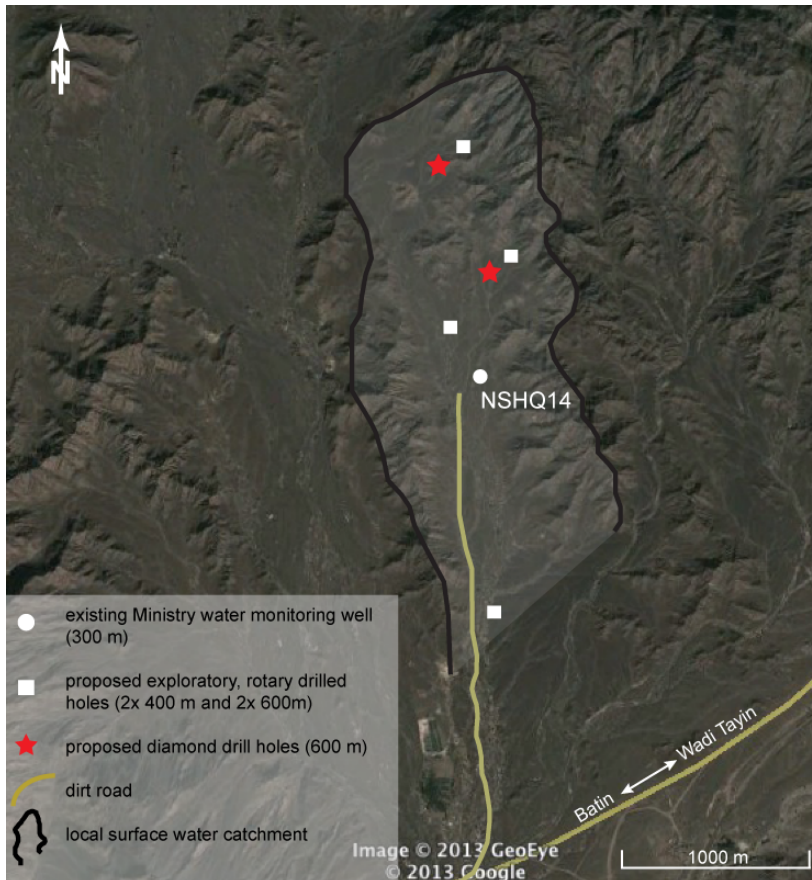 N
NSHQ14
existing Ministry water monitoring well
(300 m)
proposed exploratory, rotary drilled
holes (2x 400 m and 2x 600m)
proposed diamond drill holes (600 m)
dirt road
local surface water catchment
Batin
Wadi Tayin
Image © 2013 GeoEye
© 2013 Google
1000 m